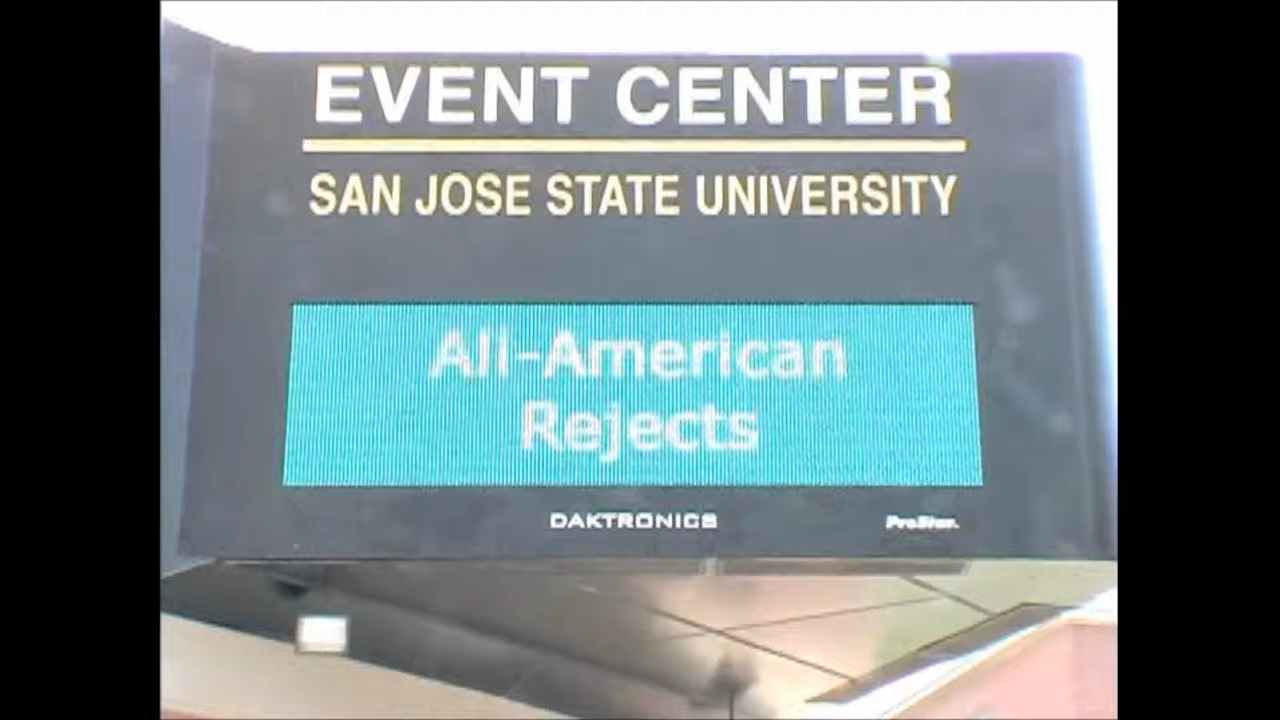 EVENT CENTER
SAN JOSE STATE UNIVERSITY
All-American
Rejects
DAKTRONICS
ProStar.